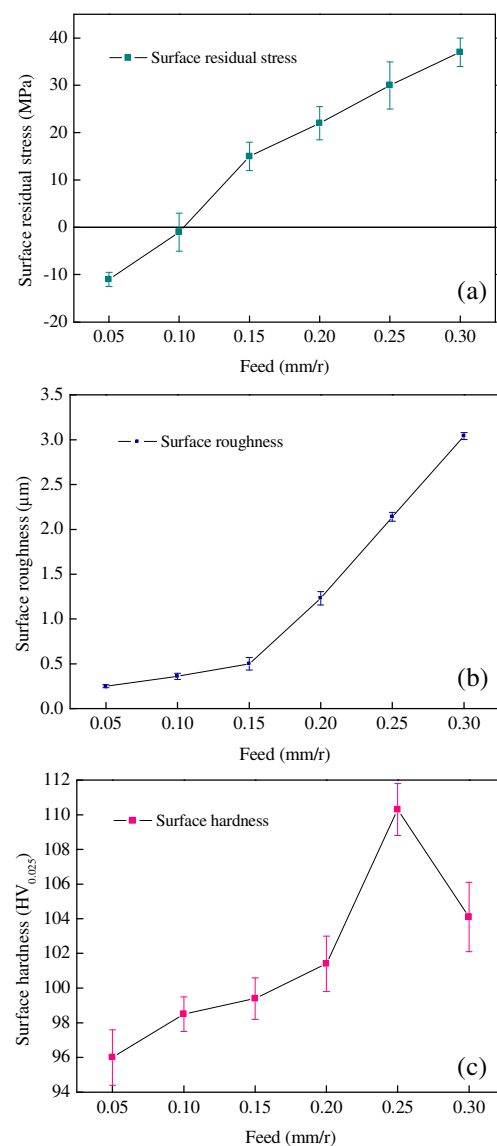 Surface residual stress (MPa)
40
30
20
10
0
-10
-20
Surface residual stress
(a)
0.05 0.10 0.15 0.20 0.25 0.30
Feed (mm/r)
Surface roughness (μm)
3.5
3.0
2.5
2.0
1.5
1.0
0.5
0.0
Surface roughness
(b)
0.05 0.10 0.15 0.20 0.25 0.30
Feed (mm/r)
Surface hardness (HV0.025)
112
110
108
106
104
102
100
98
96
94
Surface hardness
(c)
0.05 0.10 0.15 0.20 0.25 0.30
Feed (mm/r)